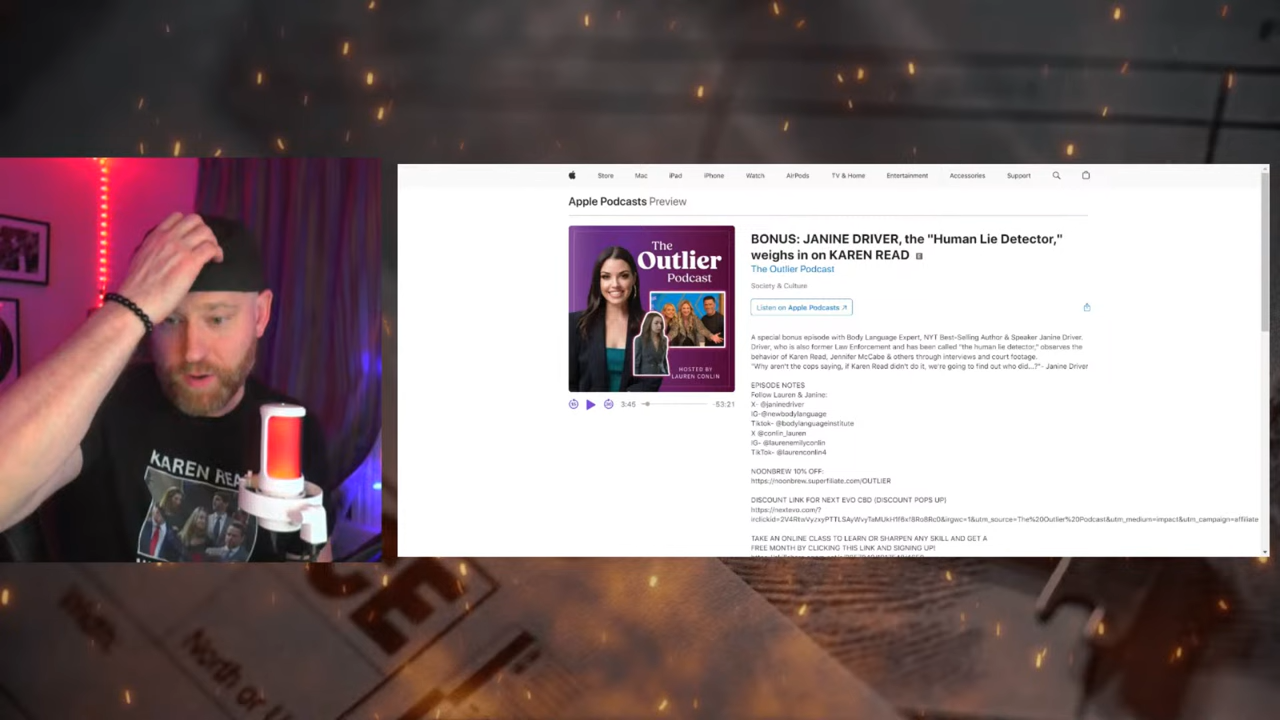 Store Mac iPad iPhone Watch AirPods TV & Home Entertainment Accessories Support
Apple Podcasts Preview
The
Outlier
Podcast
HOSTED BY
LAUREN CONLIN
3:45
-53:21
BONUS: JANINE DRIVER, the "Human Lie Detector,"
weighs in on KAREN READ
The Outlier Podcast
Society & Culture
Listen on Apple Podcasts ↗
A special bonus episode with Body Language Expert, NYT Best-Selling Author & Speaker Janine Driver.
Driver, who is also former Law Enforcement and has been called "the human lie detector," observes the
behavior of Karen Read, Jennifer McCabe & others through interviews and court footage.
"Why aren't the cops saying, if Karen Read didn't do it, we're going to find out who did...?"- Janine Driver
EPISODE NOTES
Follow Lauren & Janine:
X- @janinedriver
IG-@newbodylanguage
Tiktok- @bodylanguageinstitute
X @conlin_lauren
IG- @laurenemilyconlin
TikTok- @laurenconlin4
NOONBREW 10% OFF:
https://noonbrew.superfiliate.com/OUTLIER
DISCOUNT LINK FOR NEXT EVO CBD (DISCOUNT POPS UP)
https://nextevo.com/?
TAKE AN ONLINE CLASS TO LEARN OR SHARPEN ANY SKILL AND GET A
FREE MONTH BY CLICKING THIS LINK AND SIGNING UP!
KAREN REA
CE
North or